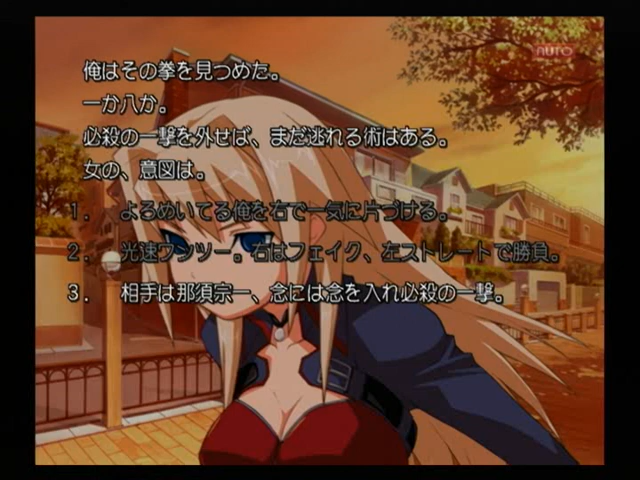 AUTO
俺はその拳を見つめた。
一か八か。
必殺の一撃を外せば、まだ逃れる術はある。
女の、意図は。
1． よろめいてる俺を右で一気に片づける。
2． 光速ワンツー。右はフェイク、左ストレートで勝負。
3． 相手は那須宗一、念には念を入れ必殺の一撃。